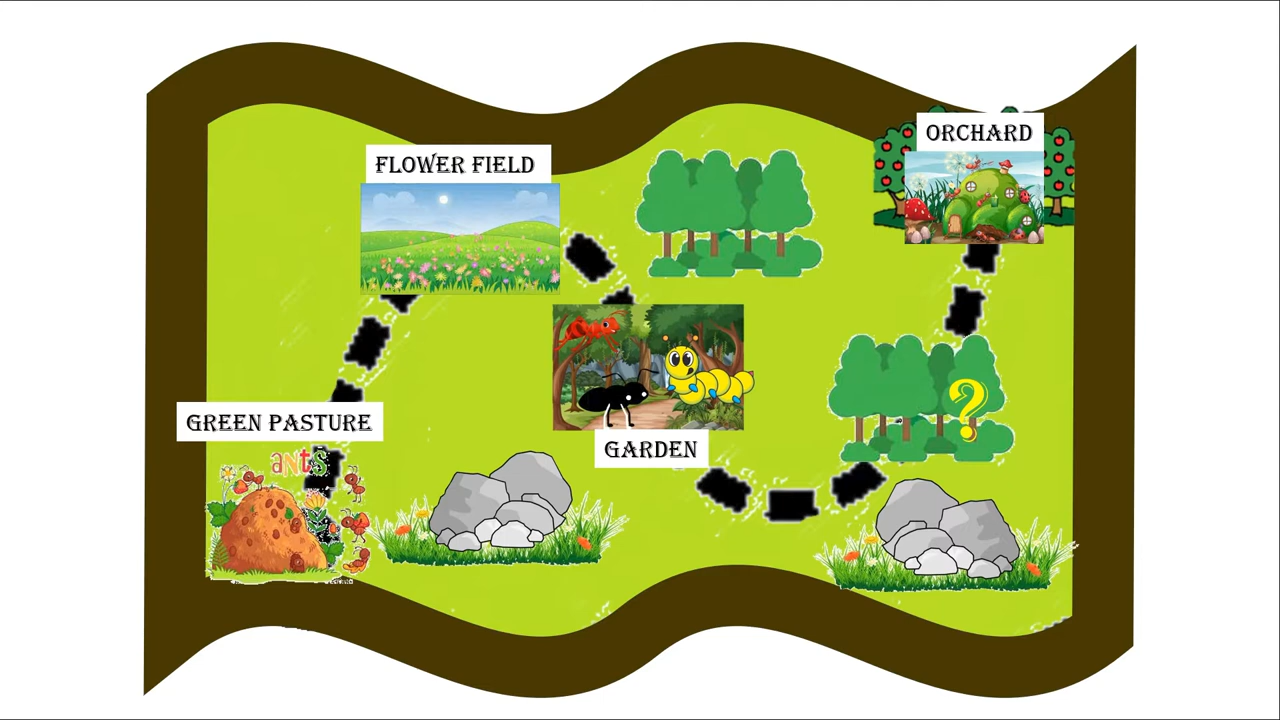 ORCHARD
FLOWER FIELD
GREEN PASTURE
GARDEN
?
ants